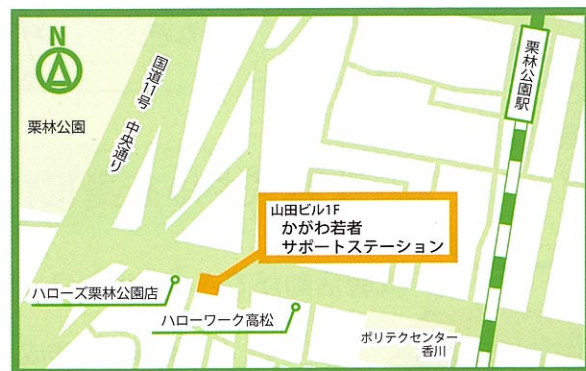 N
栗林公園
国道11号 中央通り
栗林公園駅
山田ビル1F
かがわ若者
サポートステーション
ハローズ栗林公園店
ハローワーク高松
ポリテクセンター
香川